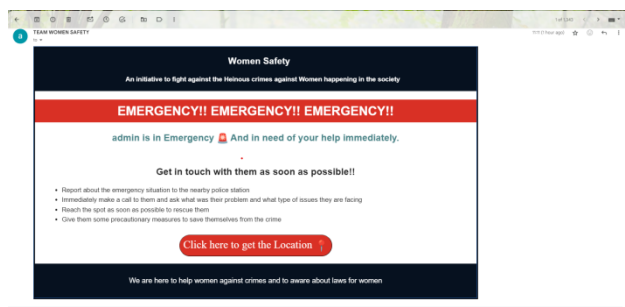 1 of 1,340
a
TEAM WOMEN SAFETY
to
Women Safety
An initiative to fight against the Heinous crimes against Women happening in the society
EMERGENCY!! EMERGENCY!! EMERGENCY!!
admin is in Emergency 🚨 And in need of your help immediately.
Get in touch with them as soon as possible!!
• Report about the emergency situation to the nearby police station
• Immediately make a call to them and ask what was their problem and what type of issues they are facing
• Reach the spot as soon as possible to rescue them
• Give them some precautionary measures to save themselves from the crime
Click here to get the Location 📍
We are here to help women against crimes and to aware about laws for women